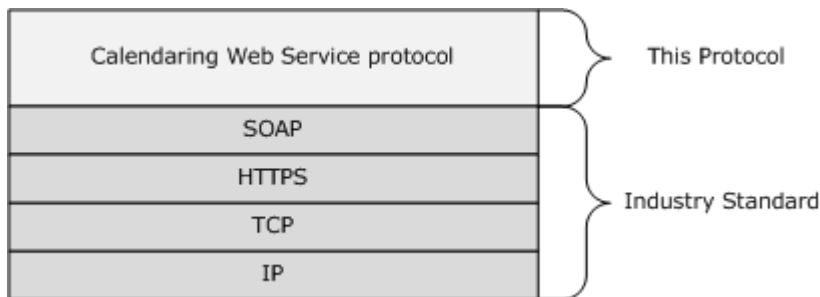 Calendaring Web Service protocol
This Protocol
SOAP
HTTPS
TCP
IP
Industry Standard